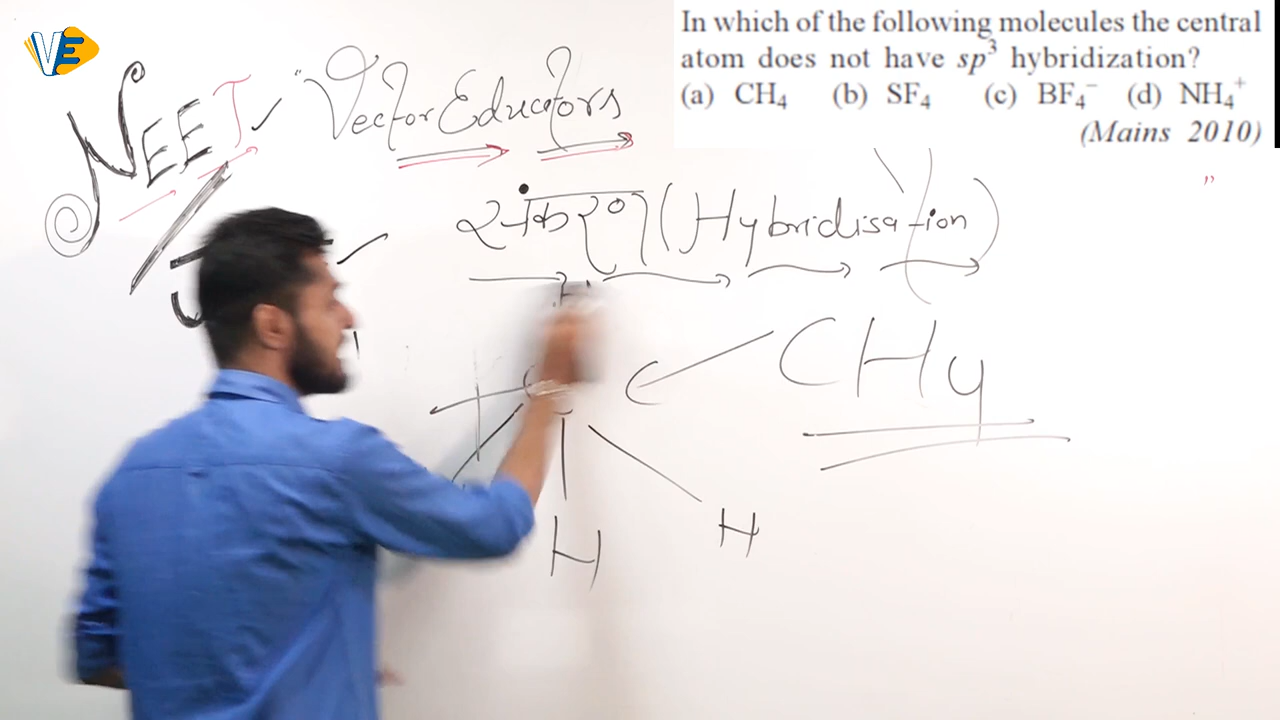 VE
NEET
"Vector Educators
In which of the following molecules the central
atom does not have sp³ hybridization?
(a) CH₄ (b) SF₄ (c) BF₄⁻ (d) NH₄⁺
(Mains 2010)
"
संकरण (Hybridisation)
H
C
CH4
H
H